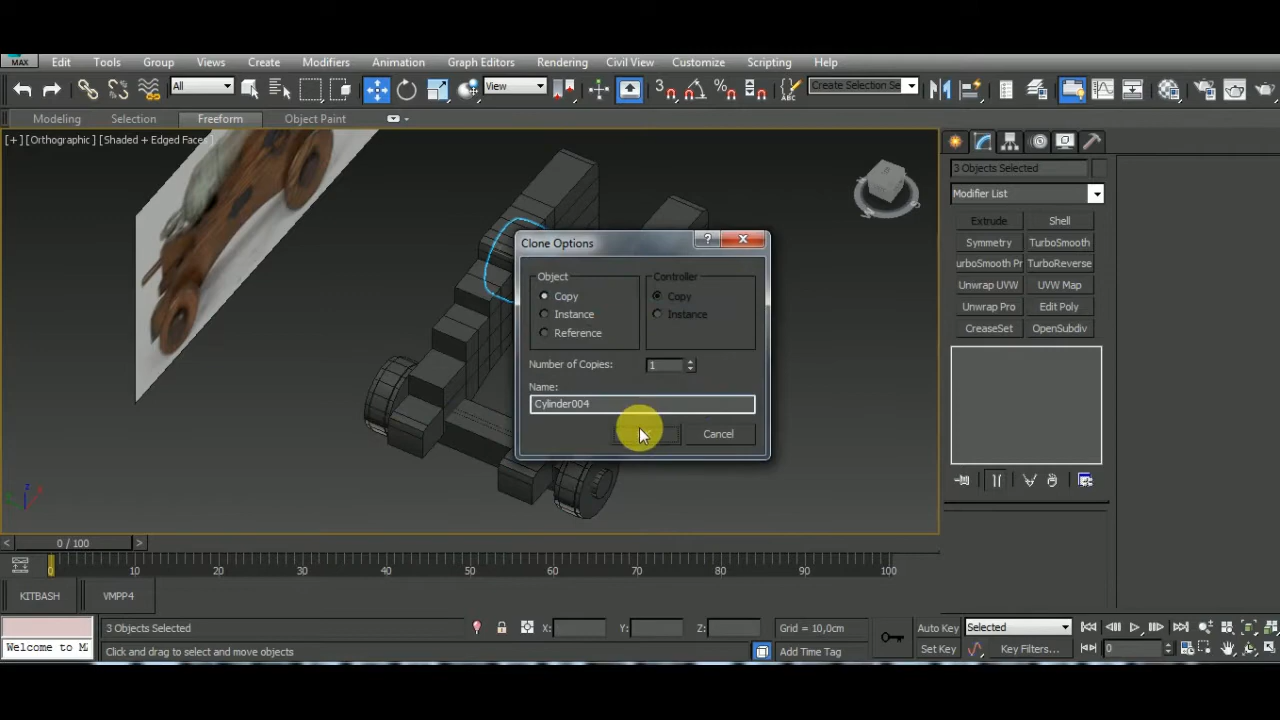 MAX
Edit Tools Group Views Create Modifiers Animation Graph Editors Rendering Civil View Customize Scripting Help
All View Create Selection Se
Modeling Selection Freeform Object Paint
[+] [Orthographic] [Shaded + Edged Faces]
3 Objects Selected
Modifier List
Extrude Shell
Symmetry TurboSmooth
urboSmooth Pr TurboReverse
Unwrap UVW UVW Map
Unwrap Pro Edit Poly
CreaseSet OpenSubdiv
Clone Options
Object Controller
Copy Copy
Instance Instance
Reference
Number of Copies: 1
Name:
Cylinder004
Cancel
0 / 100
0 10 20 30 40 50 60 70 80 90 100
KITBASH VMPP4
3 Objects Selected X: Y: Z: Grid = 10,0cm Auto Key Selected
Welcome to Click and drag to select and move objects Add Time Tag Set Key Key Filters... 0